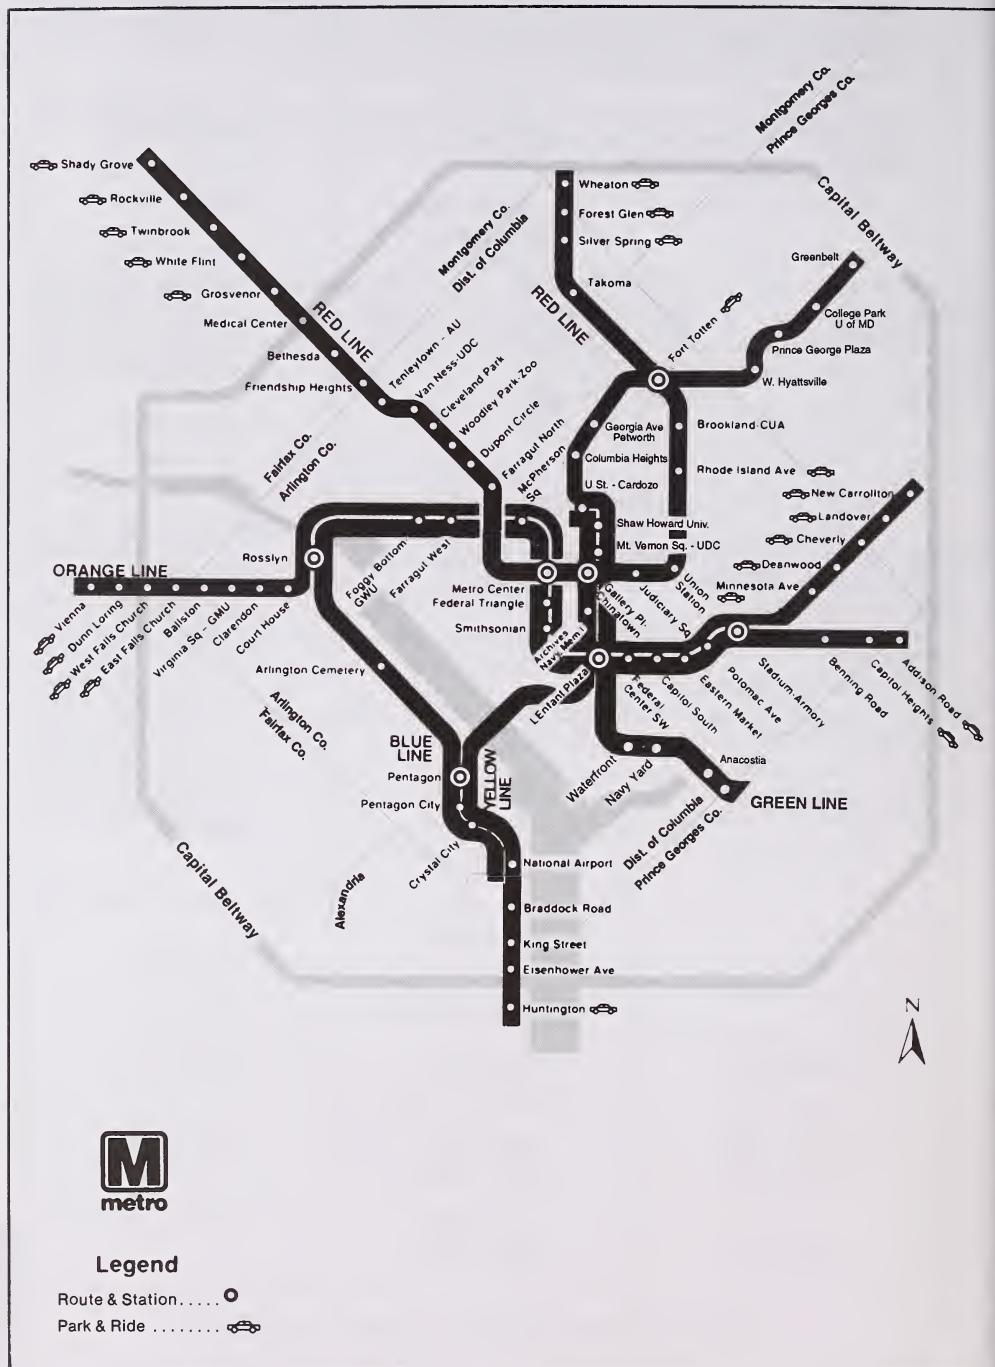 Montgomery Co.
Prince Georges Co.
Capital Beltway
Shady Grove
Rockville
Twinbrook
White Flint
Grosvenor
Medical Center
Bethesda
Friendship Heights
RED LINE
Tenleytown - AU
Van Ness-UDC
Cleveland Park
Woodley Park-Zoo
Dupont Circle
Farragut North
McPherson
Sq
Montgomery Co.
Dist. of Columbia
Wheaton
Forest Glen
Silver Spring
Takoma
RED LINE
Fort Totten
Greenbelt
College Park
U of MD
Prince George Plaza
W. Hyattsville
Georgia Ave
Petworth
Columbia Heights
U St. - Cardozo
Shaw Howard Univ.
Mt. Vernon Sq. - UDC
Brookland-CUA
Rhode Island Ave
New Carrollton
Landover
Cheverly
Deanwood
Minnesota Ave
Fairfax Co.
Arlington Co.
Rosslyn
ORANGE LINE
Vienna
Dunn Loring
West Falls Church
East Falls Church
Ballston
Virginia Sq - GMU
Clarendon
Court House
Foggy Bottom
GWU
Farragut West
Metro Center
Federal Triangle
Smithsonian
Gallery Pl.
Chinatown
Judiciary Sq
Union
Station
Archives
Navy Mem'l
L'Enfant Plaza
Federal
Center SW
Capitol South
Eastern Market
Potomac Ave
Stadium-Armory
Benning Road
Capitol Heights
Addison Road
Arlington Cemetery
Arlington Co.
Fairfax Co.
BLUE
LINE
YELLOW
LINE
Pentagon
Pentagon City
Crystal City
Waterfront
Navy Yard
Anacostia
GREEN LINE
Dist. of Columbia
Prince Georges Co.
National Airport
Braddock Road
King Street
Eisenhower Ave
Huntington
Alexandria
Capital Beltway
N
M
metro
Legend
Route & Station.....
Park & Ride ........